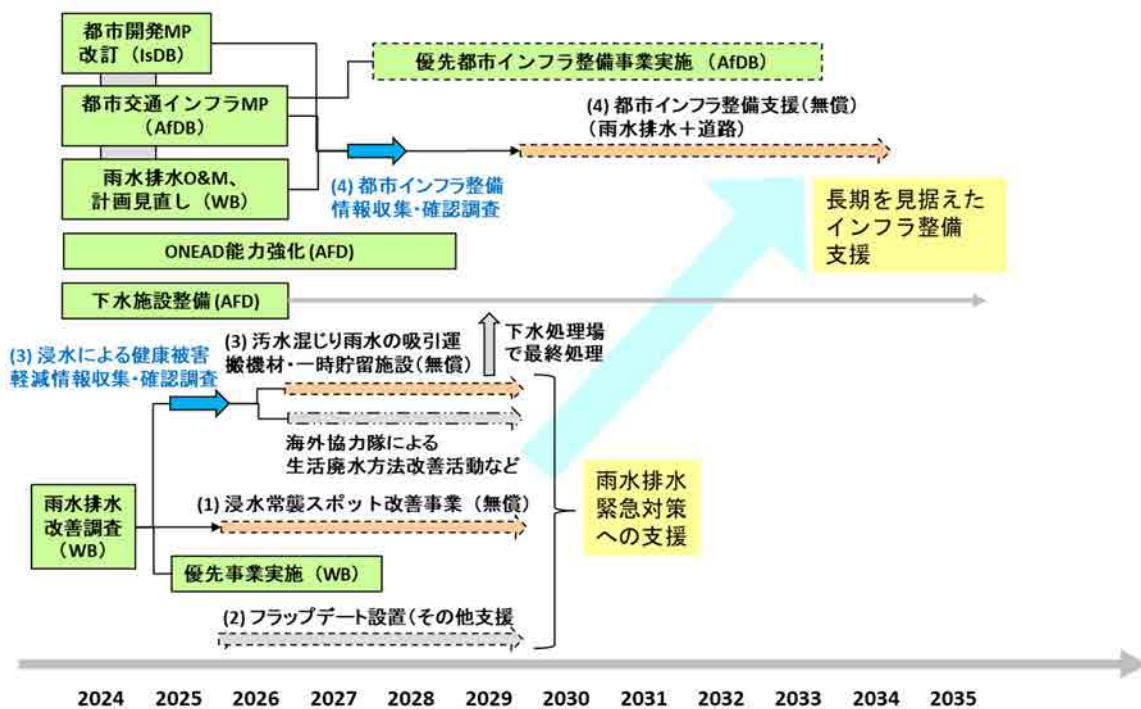 都市開発MP
改訂（IsDB）
優先都市インフラ整備事業実施（AfDB）
都市交通インフラMP
（AfDB）
(4) 都市インフラ整備支援（無償）
（雨水排水＋道路）
雨水排水O&M、
計画見直し（WB）
(4) 都市インフラ整備
情報収集・確認調査
長期を見据えた
インフラ整備
支援
ONEAD能力強化(AFD)
下水施設整備(AFD)
(3) 浸水による健康被害
軽減情報収集・確認調査
(3) 汚水混じり雨水の吸引運
搬機材・一時貯留施設（無償）
下水処理場
で最終処理
海外協力隊による
生活廃水方法改善活動など
雨水排水
改善調査
（WB）
(1) 浸水常襲スポット改善事業（無償）
雨水排水
緊急対策
への支援
優先事業実施（WB）
(2) フラップデート設置（その他支援
2024 2025 2026 2027 2028 2029 2030 2031 2032 2033 2034 2035